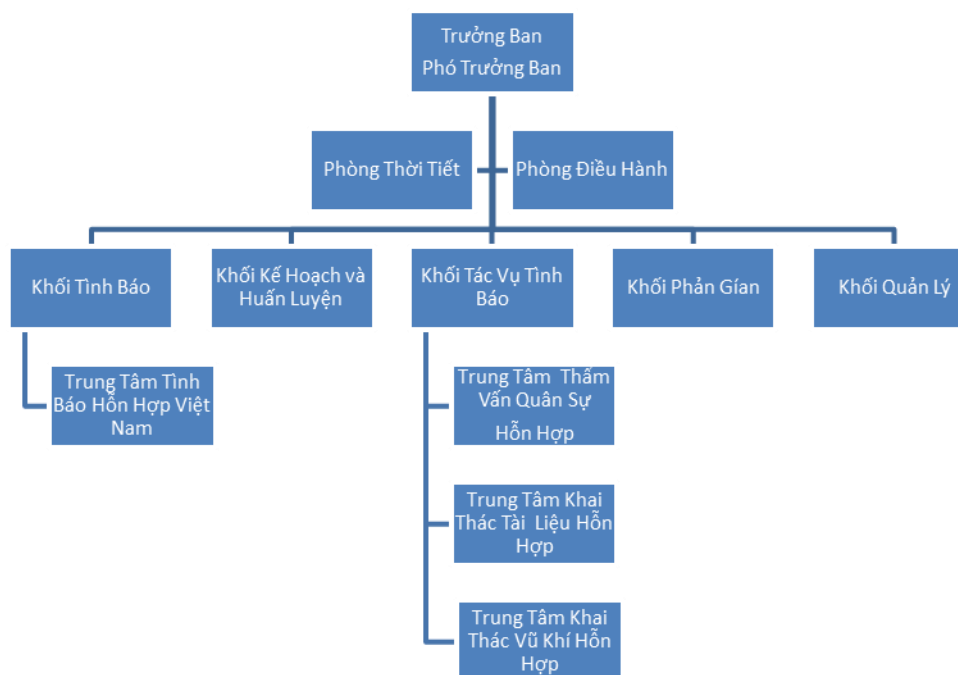 Trưởng Ban
Phó Trưởng Ban
Phòng Thời Tiết
Phòng Điều Hành
Khối Tình Báo
Khối Kế Hoạch và
Huấn Luyện
Khối Tác Vụ Tình
Báo
Khối Phản Gían
Khối Quản Lý
Trung Tâm Tình
Báo Hỗn Hợp Việt
Nam
Trung Tâm Thấm
Vấn Quân Sự
Hỗn Hợp
Trung Tâm Khai
Thác Tài Liệu Hỗn
Hợp
Trung Tâm Khai
Thác Vũ Khí Hỗn
Hợp